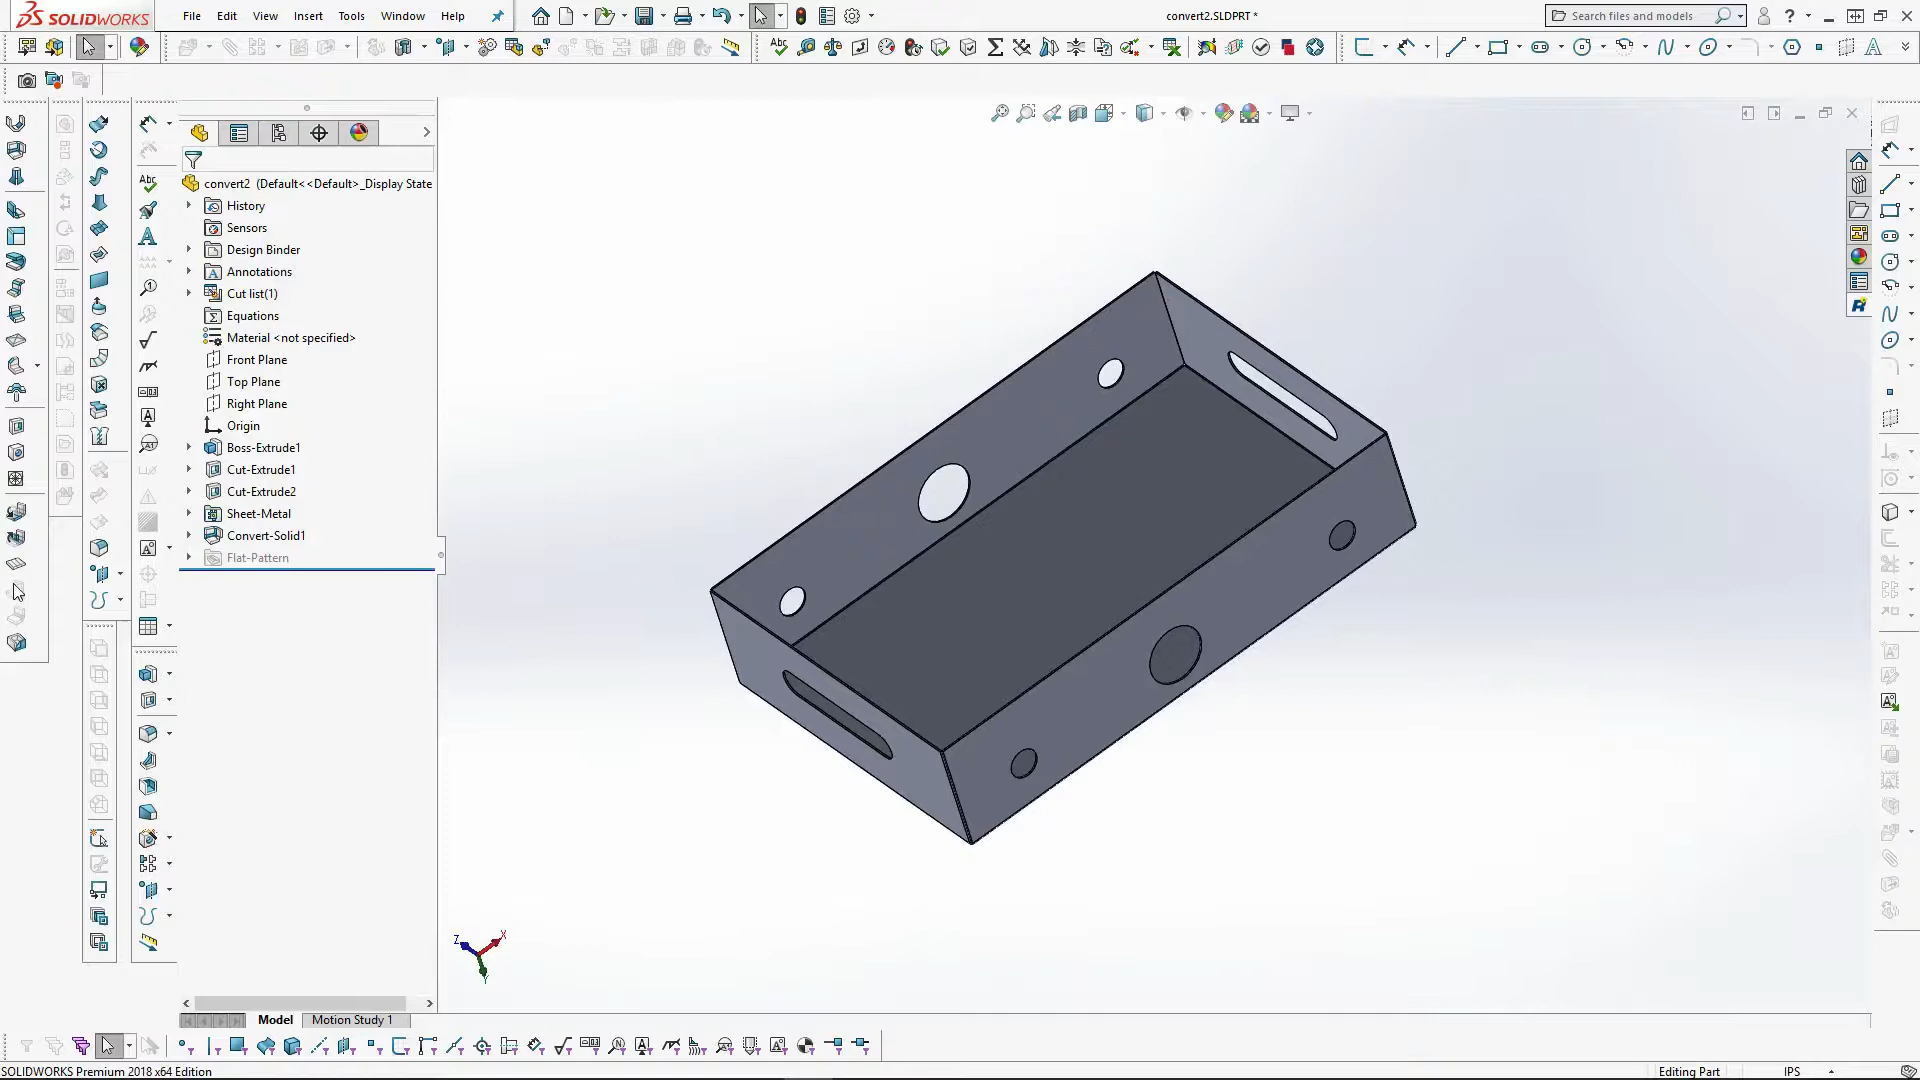 SOLIDWORKS
File Edit View Insert Tools Window Help
convert2.SLDPRT *
Search files and models
?
Abc
convert2 (Default<<Default>_Display State
History
Sensors
Design Binder
Annotations
Cut list(1)
Equations
Material <not specified>
Front Plane
Top Plane
Right Plane
Origin
Boss-Extrude1
Cut-Extrude1
Cut-Extrude2
Sheet-Metal
Convert-Solid1
Flat-Pattern
Abc
Z X
Y
Model Motion Study 1
SOLIDWORKS Premium 2018 x64 Edition
Editing Part IPS